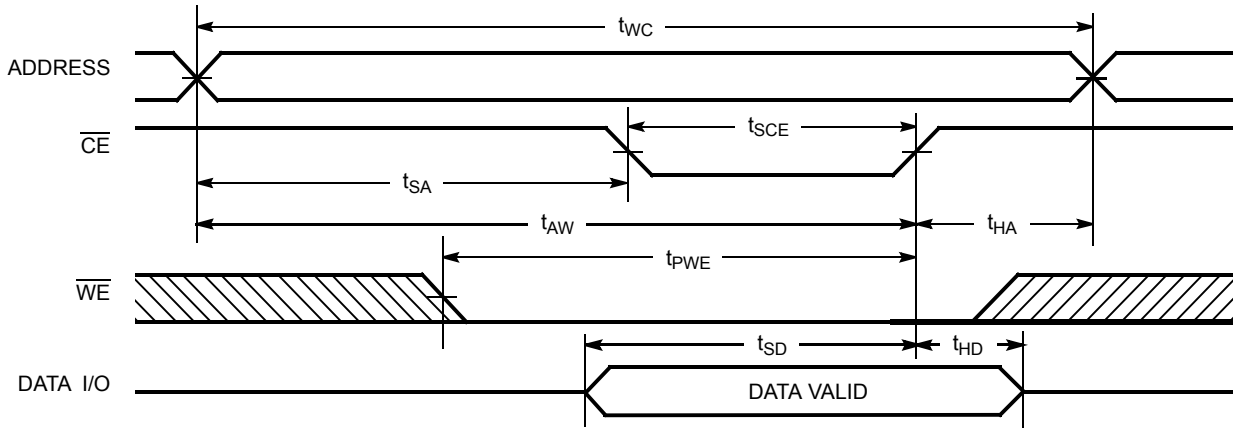 tWC
ADDRESS
CE
tSCE
tSA
tAW
tHA
tPWE
WE
tSD
tHD
DATA I/O
DATA VALID